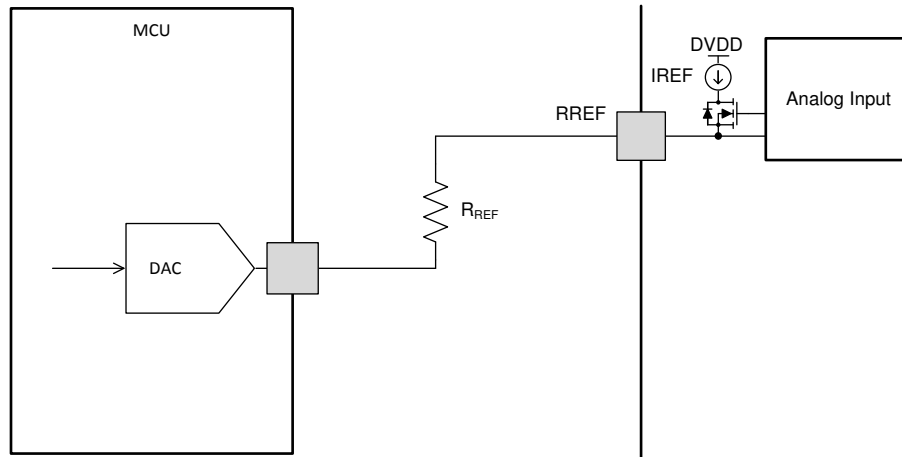 MCU
DVDD
IREF
Analog Input
RREF
RREF
DAC